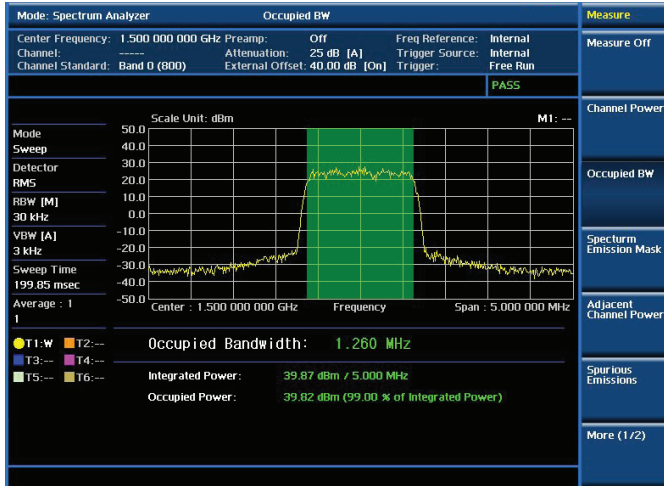 Mode: Spectrum Analyzer Occupied BW Measure
Center Frequency: 1.500 000 000 GHz Preamp: Off Freq Reference: Internal
Channel: ----- Attenuation: 25 dB [A] Trigger Source: Internal
Channel Standard: Band 0 (800) External Offset: 40.00 dB [On] Trigger: Free Run
Measure Off
PASS
Channel Power
Scale Unit: dBm M1: --
Mode
Sweep
Detector
RMS
RBW [M]
30 kHz
VBW [A]
3 kHz
Sweep Time
199.85 msec
Average : 1
1
50.0
40.0
30.0
20.0
10.0
0.0
-10.0
-20.0
-30.0
-40.0
-50.0
Center : 1.500 000 000 GHz Frequency Span : 5.000 000 MHz
Occupied BW
Specturm
Emission Mask
Adjacent
Channel Power
T1:W T2:--
T3:-- T4:--
T5:-- T6:--
Occupied Bandwidth: 1.260 MHz
Integrated Power: 39.87 dBm / 5.000 MHz
Occupied Power: 39.82 dBm (99.00 % of Integrated Power)
Spurious
Emissions
More (1/2)